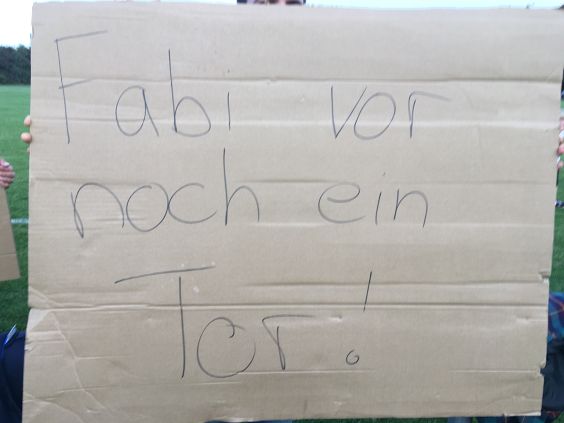 Fabi vor
noch ein
Tor!